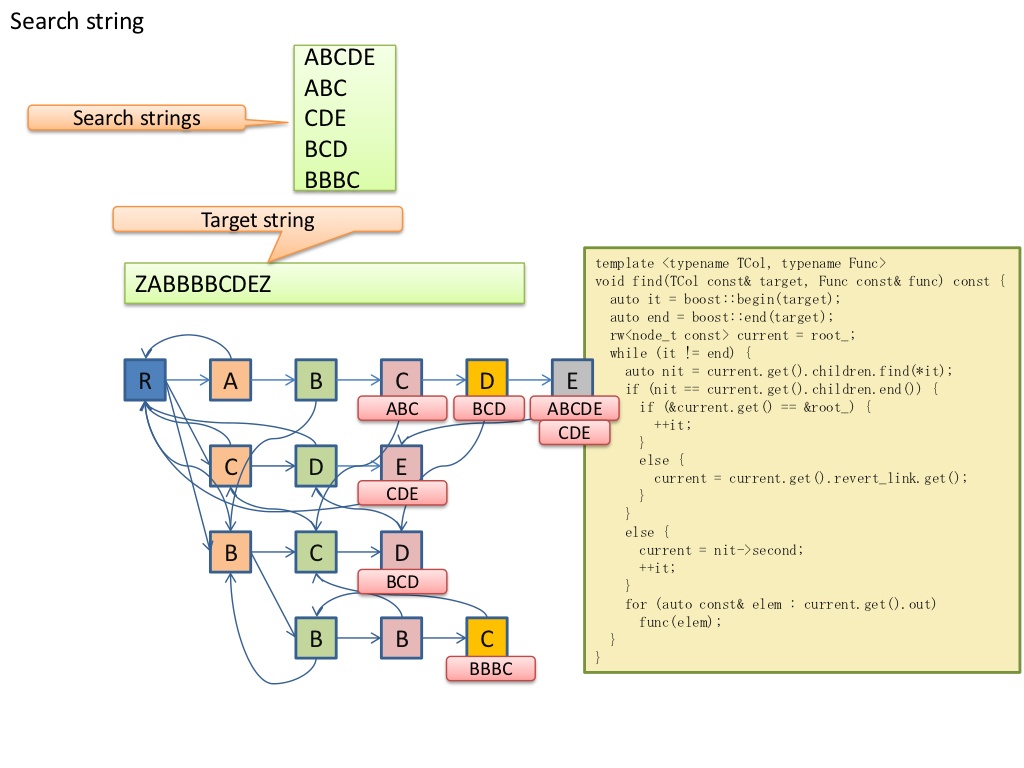 Search string
ABCDE
ABC
CDE
BCD
BBBC
Search strings
Target string
ZABBBBCDEZ
R
A
B
C
D
E
ABC
BCD
ABCDE
CDE
C
D
E
CDE
B
C
D
BCD
B
B
C
BBBC
template <typename TCol, typename Func>
void find(TCol const& target, Func const& func) const {
auto it = boost::begin(target);
auto end = boost::end(target);
rw<node_t const> current = root_;
while (it != end) {
auto nit = current.get().children.find(*it);
if (nit == current.get().children.end()) {
if (&current.get() == &root_) {
++it;
}
else {
current = current.get().revert_link.get();
}
}
else {
current = nit->second;
++it;
}
for (auto const& elem : current.get().out)
func(elem);
}
}